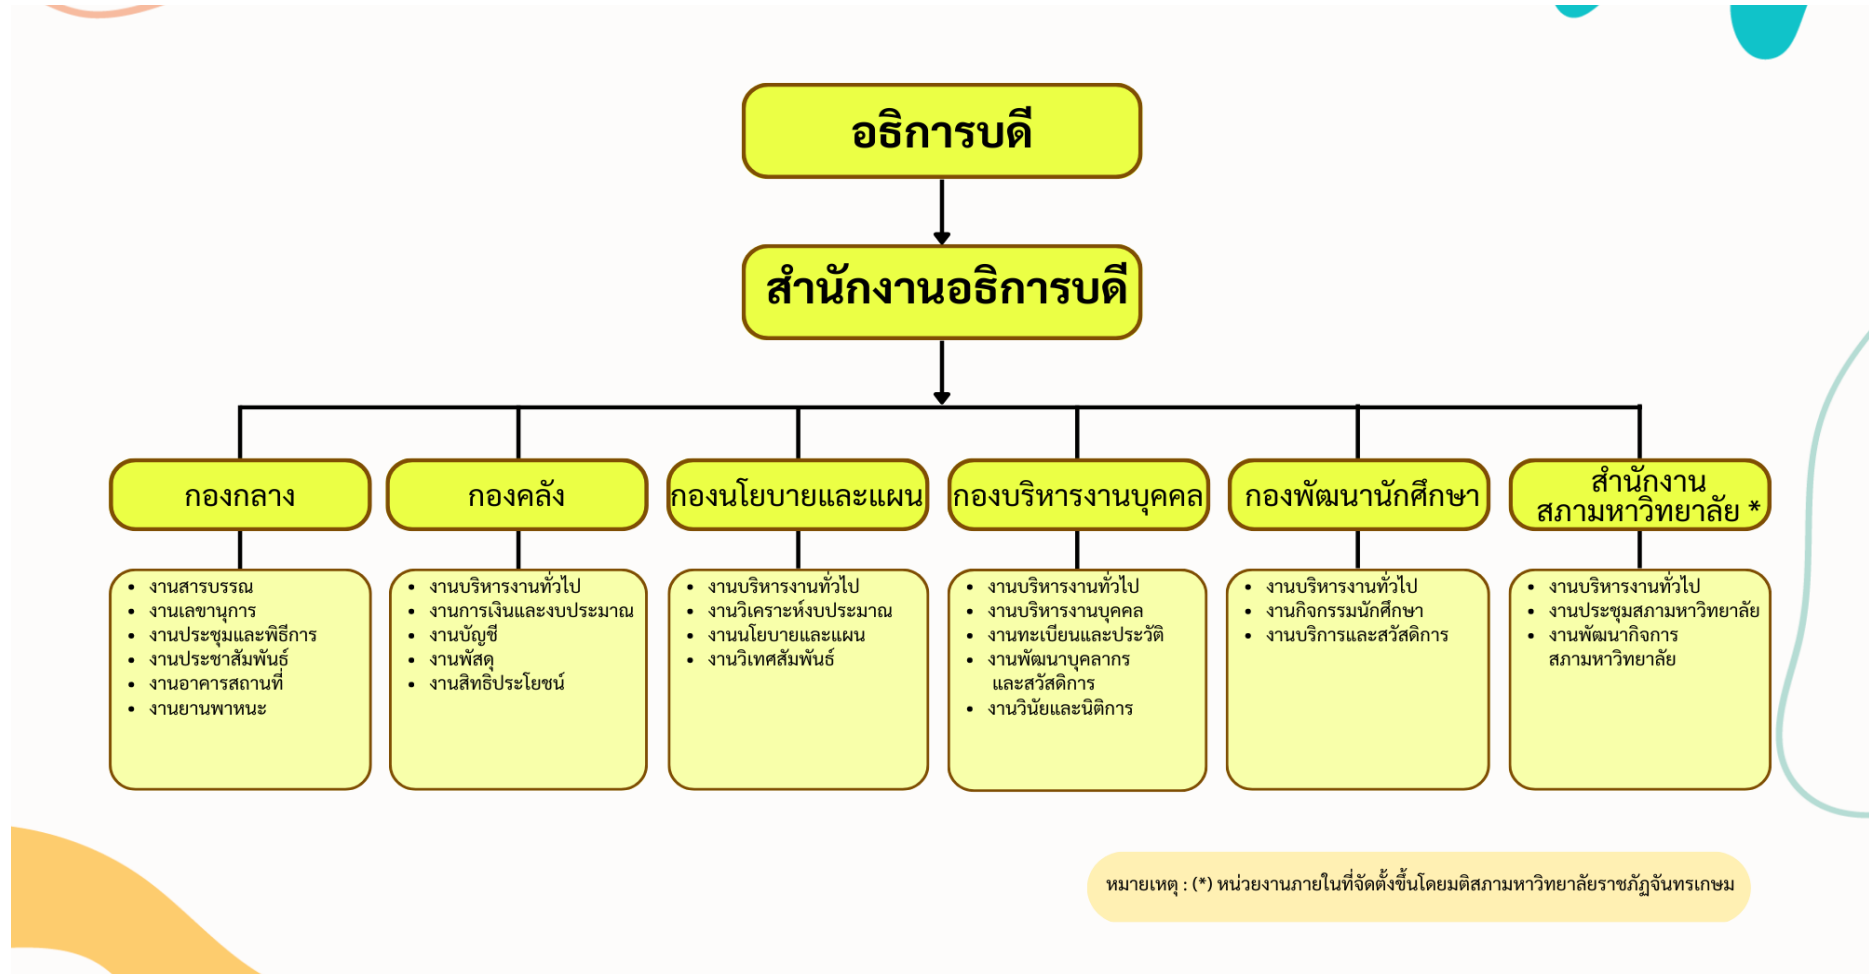 อธิการบดี
สำนักงานอธิการบดี
กองกลาง
• งานสารบรรณ
• งานเลขานุการ
• งานประชุมและพิธีการ
• งานประชาสัมพันธ์
• งานอาคารสถานที่
• งานยานพาหนะ
กองคลัง
• งานบริหารงานทั่วไป
• งานการเงินและงบประมาณ
• งานบัญชี
• งานพัสดุ
• งานสิทธิประโยชน์
กองนโยบายและแผน
• งานบริหารงานทั่วไป
• งานวิเคราะห์งบประมาณ
• งานนโยบายและแผน
• งานวิเทศสัมพันธ์
กองบริหารงานบุคคล
• งานบริหารงานทั่วไป
• งานบริหารงานบุคคล
• งานทะเบียนและประวัติ
• งานพัฒนาบุคลากร
และสวัสดิการ
• งานวินัยและนิติการ
กองพัฒนานักศึกษา
• งานบริหารงานทั่วไป
• งานกิจกรรมนักศึกษา
• งานบริการและสวัสดิการ
สำนักงาน
สภามหาวิทยาลัย *
• งานบริหารงานทั่วไป
• งานประชุมสภามหาวิทยาลัย
• งานพัฒนากิจการ
สภามหาวิทยาลัย
หมายเหตุ : (*) หน่วยงานภายในที่จัดตั้งขึ้นโดยมติสภามหาวิทยาลัยราชภัฏจันทรเกษม